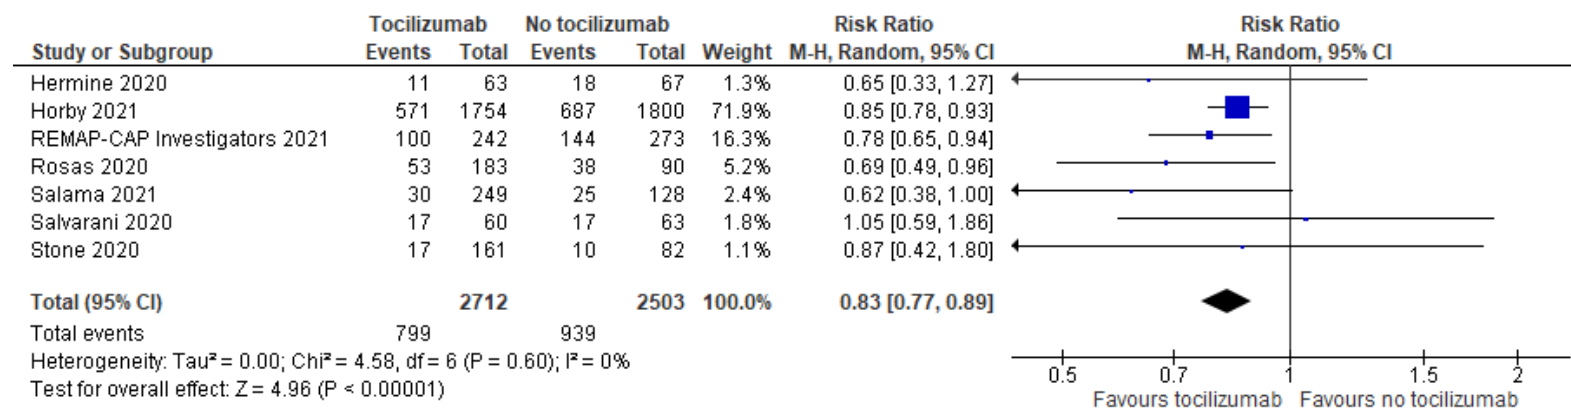 Tocilizumab No tocilizumab Risk Ratio Risk Ratio
Study or Subgroup Events Total Events Total Weight M-H, Random, 95% CI M-H, Random, 95% CI
Hermine 2020 11 63 18 67 1.3% 0.65 [0.33, 1.27]
Horby 2021 571 1754 687 1800 71.9% 0.85 [0.78, 0.93]
REMAP-CAP Investigators 2021 100 242 144 273 16.3% 0.78 [0.65, 0.94]
Rosas 2020 53 183 38 90 5.2% 0.69 [0.49, 0.96]
Salama 2021 30 249 25 128 2.4% 0.62 [0.38, 1.00]
Salvarani 2020 17 60 17 63 1.8% 1.05 [0.59, 1.86]
Stone 2020 17 161 10 82 1.1% 0.87 [0.42, 1.80]
Total (95% CI) 2712 2503 100.0% 0.83 [0.77, 0.89]
Total events 799 939
Heterogeneity: Tau² = 0.00; Chi² = 4.58, df = 6 (P = 0.60); I² = 0%
Test for overall effect: Z = 4.96 (P < 0.00001)
0.5 0.7 1 1.5 2
Favours tocilizumab Favours no tocilizumab